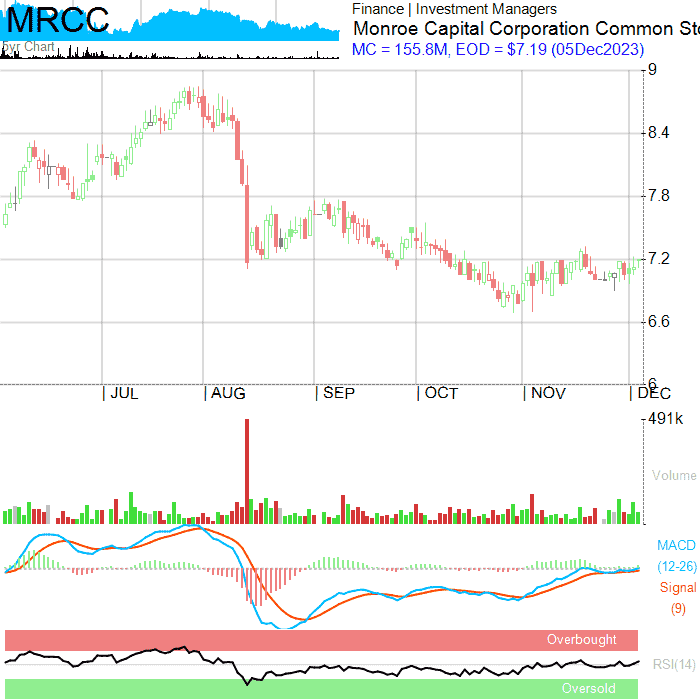 MRCC
5yr Chart
Finance | Investment Managers
Monroe Capital Corporation Common Sto
MC = 155.8M, EOD = $7.19 (05Dec2023)
9
8.4
7.8
7.2
6.6
6
| JUL | AUG | SEP | OCT | NOV | DEC
491k
Volume
MACD
(12-26)
Signal
(9)
Overbought
RSI(14)
Oversold